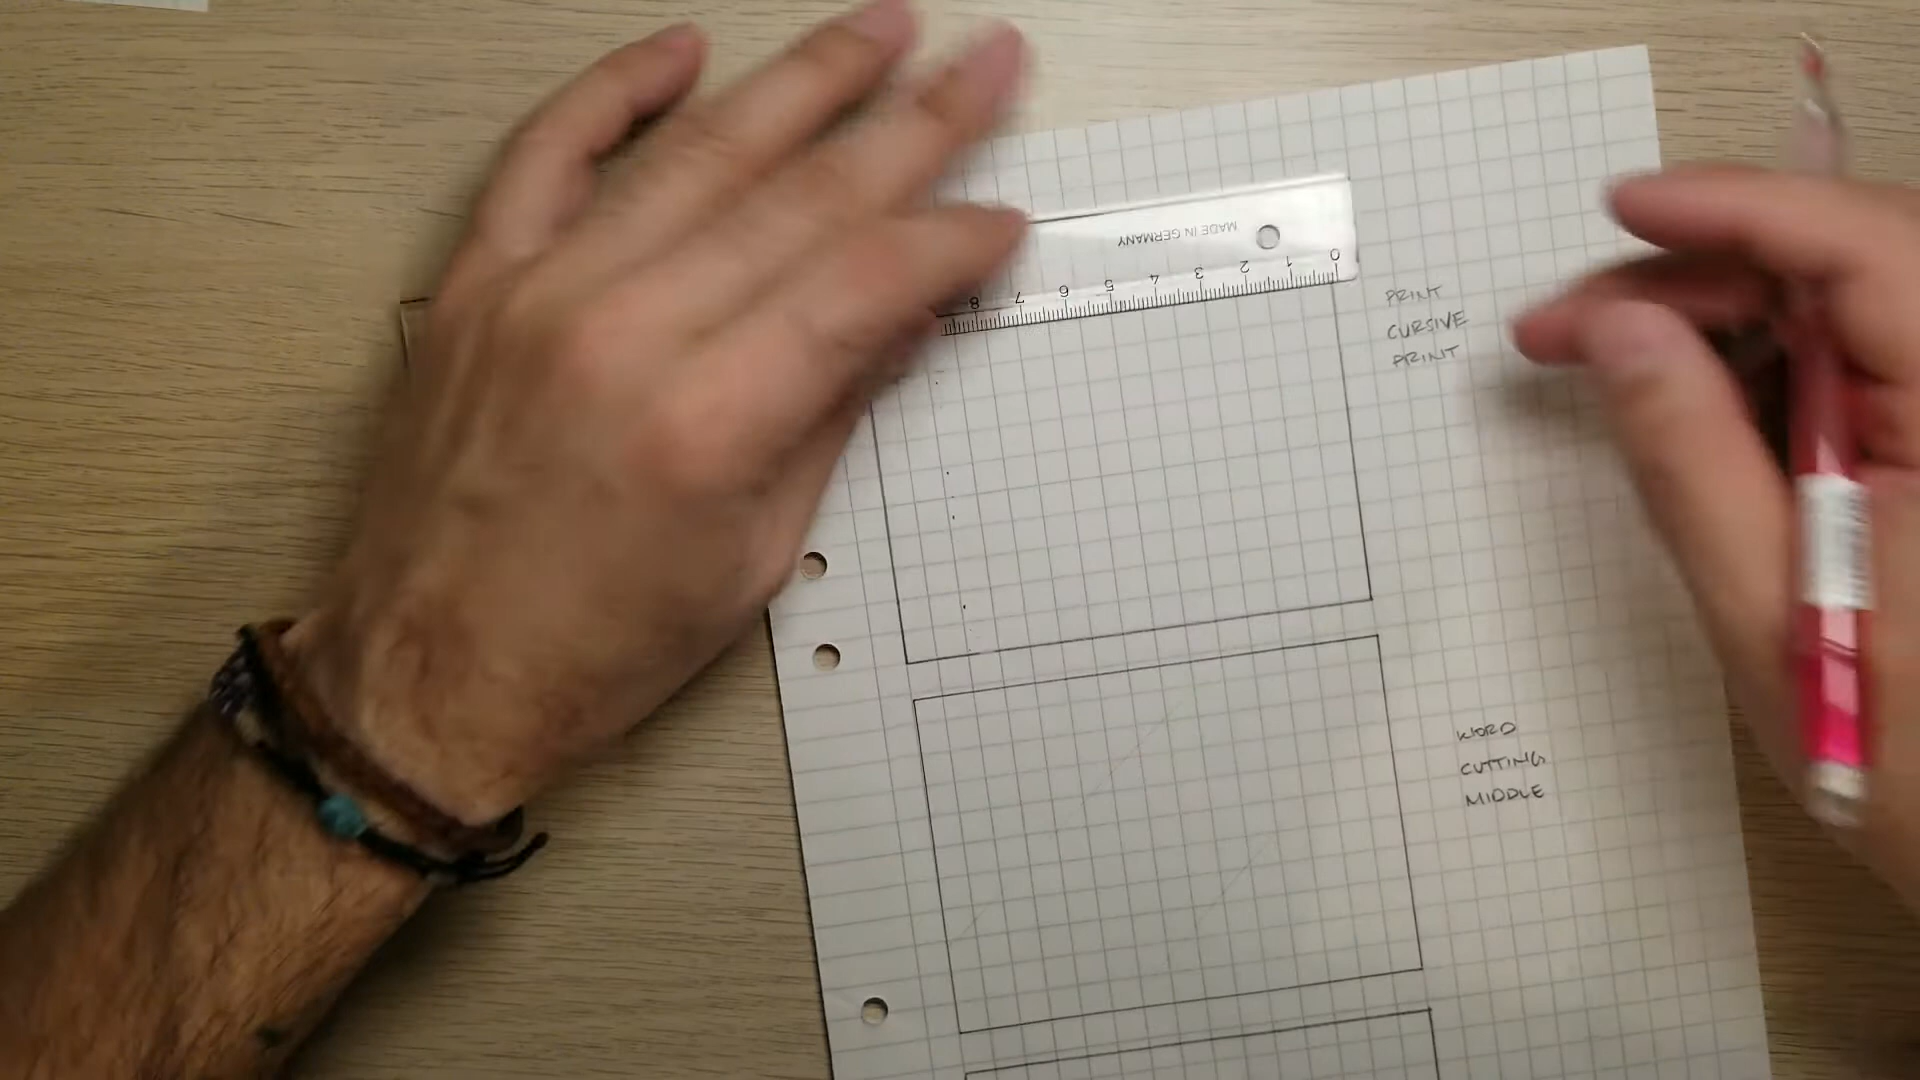 MADE IN GERMANY
8 7 6 5 4 3 2 1 0
PRINT
CURSIVE
PRINT
WORD
CUTTING
MIDDLE